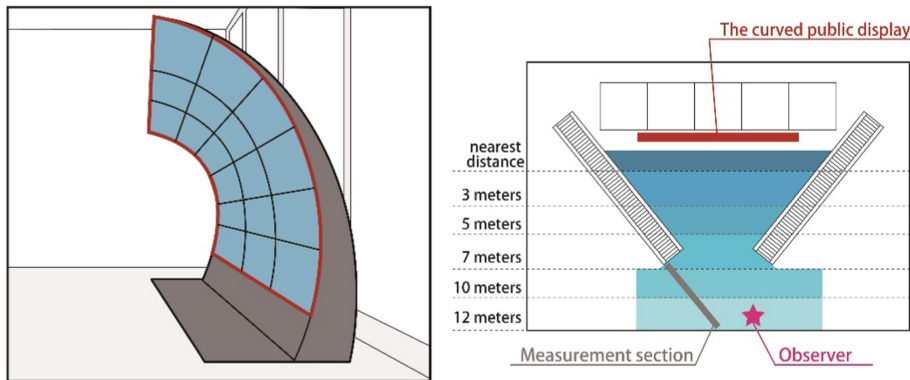 The curved public display
nearest
distance
3 meters
5 meters
7 meters
10 meters
12 meters
Measurement section
Observer